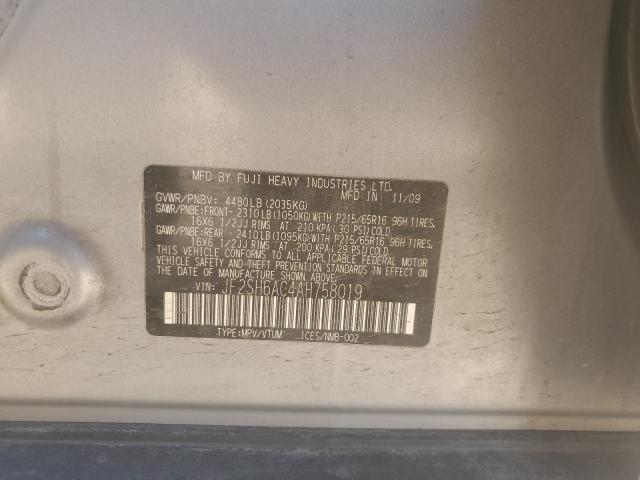 MFD BY FUJI HEAVY INDUSTRIES LTD.
DATE MFD IN 11/09
GVWR/PNBV: 4480LB (2035KG)
GAWR/PNBE:FRONT- 2310LB (1050KG) WITH P215/65R16 96H TIRES,
16X6 1/2JJ RIMS AT 210 KPA (30 PSI) COLD
GAWR/PNBE:REAR -2410LB (1095KG) WITH P215/65R16 96H TIRES,
16X6 1/2JJ RIMS AT 200 KPA (29 PSI) COLD
THIS VEHICLE CONFORMS TO ALL APPLICABLE FEDERAL MOTOR
VEHICLE SAFETY AND THEFT PREVENTION STANDARDS IN EFFECT
ON THE DATE OF MANUFACTURE SHOWN ABOVE.
VIN: JF2SH6AC4AH758019
TYPE:MPV/VTUM ICES/NMB-002